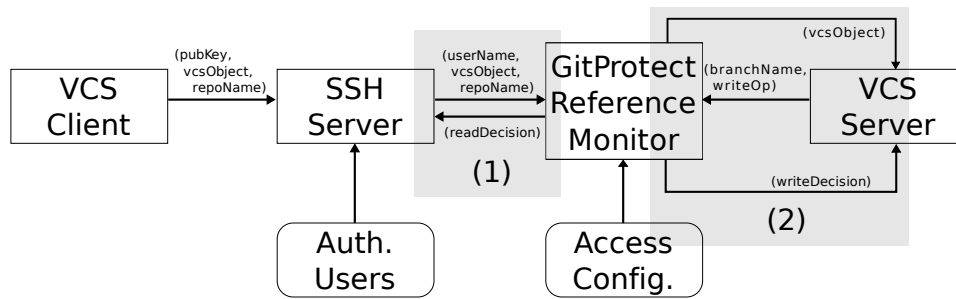 VCS
Client
(pubKey,
vcsObject,
repoName)
SSH
Server
(userName,
vcsObject,
repoName)
(readDecision)
(1)
GitProtect
Reference
Monitor
(vcsObject)
(branchName,
writeOp)
VCS
Server
(writeDecision)
(2)
Auth.
Users
Access
Config.